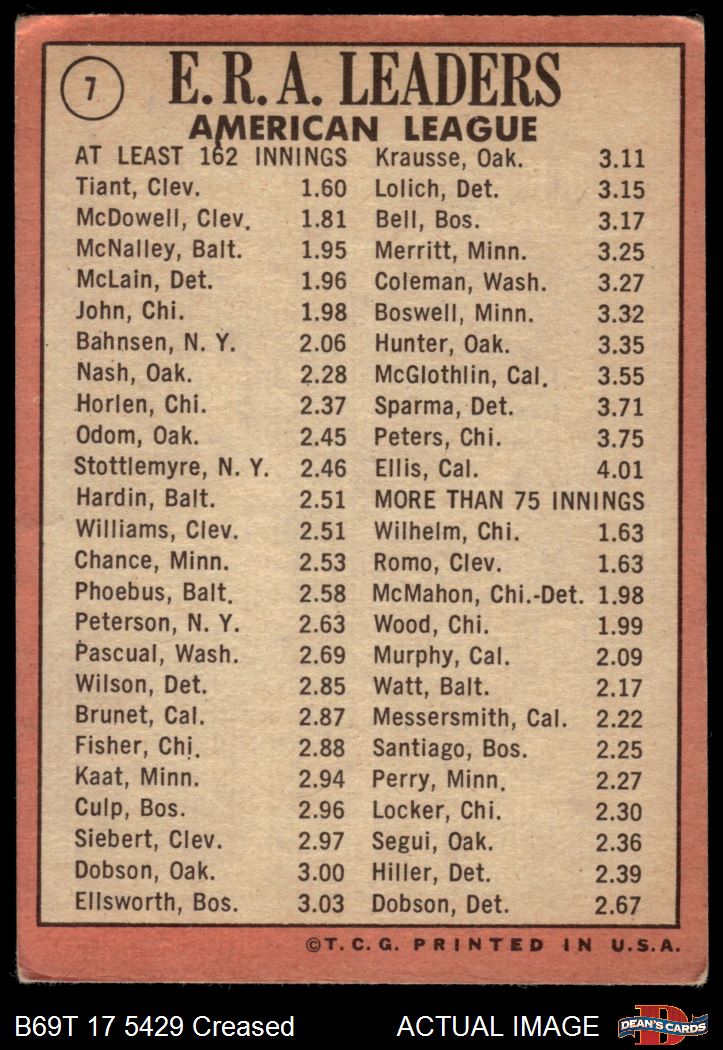 7
E.R.A. LEADERS
AMERICAN LEAGUE
AT LEAST 162 INNINGS
Tiant, Clev. 1.60
McDowell, Clev. 1.81
McNalley, Balt. 1.95
McLain, Det. 1.96
John, Chi. 1.98
Bahnsen, N. Y. 2.06
Nash, Oak. 2.28
Horlen, Chi. 2.37
Odom, Oak. 2.45
Stottlemyre, N. Y. 2.46
Hardin, Balt. 2.51
Williams, Clev. 2.51
Chance, Minn. 2.53
Phoebus, Balt. 2.58
Peterson, N. Y. 2.63
Pascual, Wash. 2.69
Wilson, Det. 2.85
Brunet, Cal. 2.87
Fisher, Chi. 2.88
Kaat, Minn. 2.94
Culp, Bos. 2.96
Siebert, Clev. 2.97
Dobson, Oak. 3.00
Ellsworth, Bos. 3.03
Krausse, Oak. 3.11
Lolich, Det. 3.15
Bell, Bos. 3.17
Merritt, Minn. 3.25
Coleman, Wash. 3.27
Boswell, Minn. 3.32
Hunter, Oak. 3.35
McGlothlin, Cal. 3.55
Sparma, Det. 3.71
Peters, Chi. 3.75
Ellis, Cal. 4.01
MORE THAN 75 INNINGS
Wilhelm, Chi. 1.63
Romo, Clev. 1.63
McMahon, Chi.-Det. 1.98
Wood, Chi. 1.99
Murphy, Cal. 2.09
Watt, Balt. 2.17
Messersmith, Cal. 2.22
Santiago, Bos. 2.25
Perry, Minn. 2.27
Locker, Chi. 2.30
Segui, Oak. 2.36
Hiller, Det. 2.39
Dobson, Det. 2.67
©T.C.G. PRINTED IN U.S.A.
B69T 17 5429 Creased
ACTUAL IMAGE
D
DEAN'S CARDS